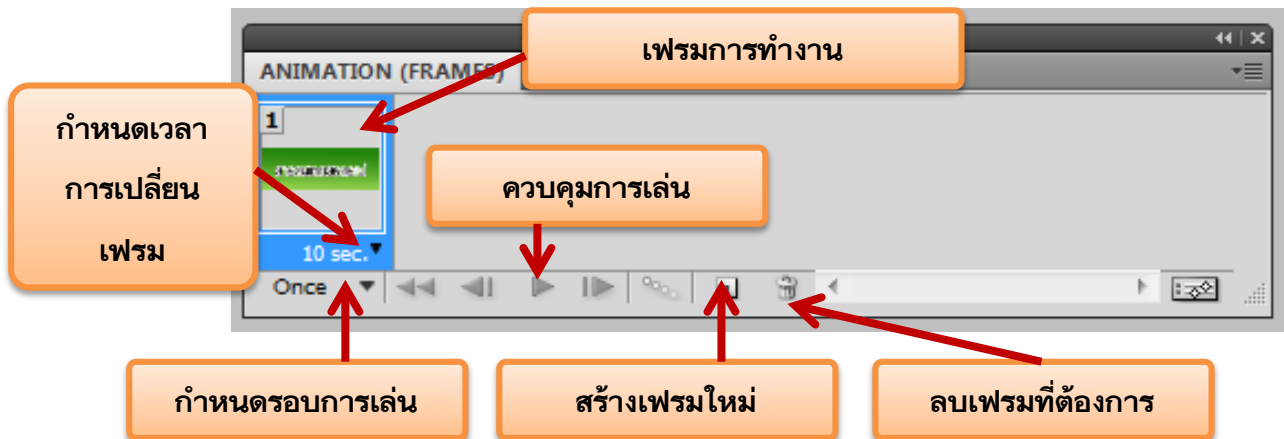 เฟรมการทำงาน
ANIMATION (FRAMES)
กำหนดเวลา
การเปลี่ยน
เฟรม
1
ควบคุมการเล่น
10 sec.
Once
กำหนดรอบการเล่น
สร้างเฟรมใหม่
ลบเฟรมที่ต้องการ